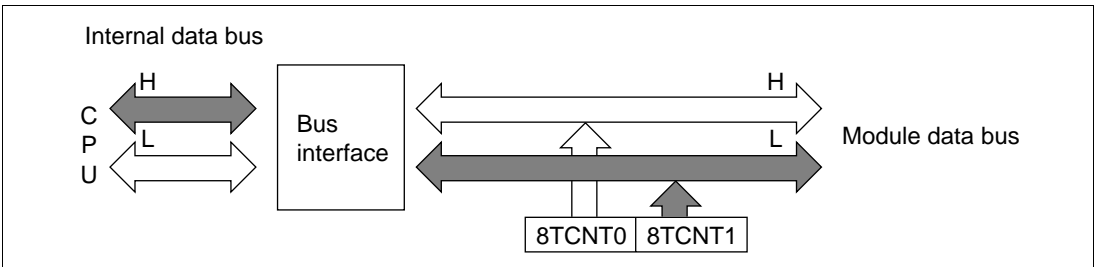 Internal data bus
H
H
C
P
U
L
Bus
interface
L
Module data bus
8TCNT0 8TCNT1